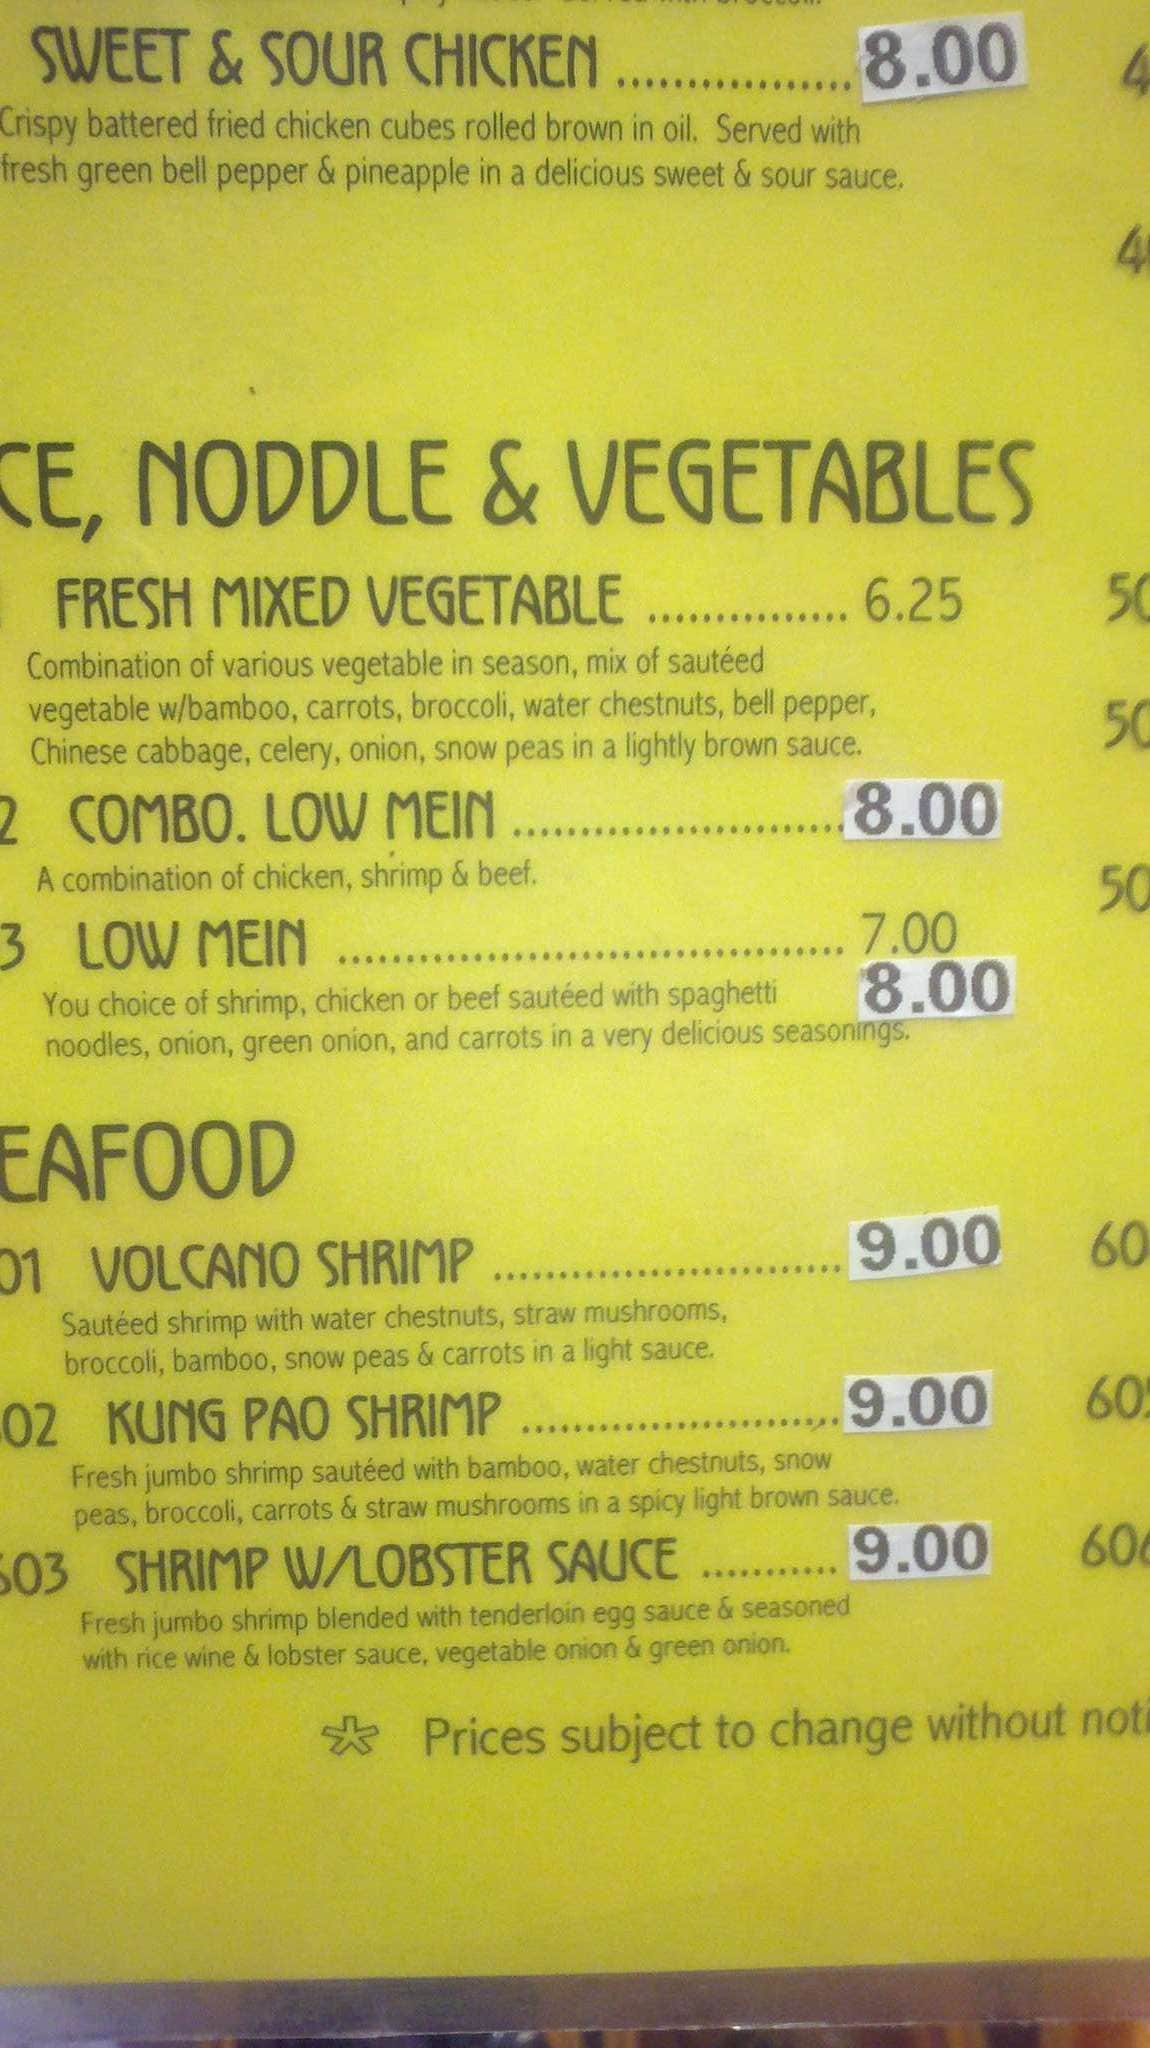 SWEET & SOUR CHICKEN ................. 8.00
Crispy battered fried chicken cubes rolled brown in oil. Served with
fresh green bell pepper & pineapple in a delicious sweet & sour sauce.
CE, NODDLE & VEGETABLES
FRESH MIXED VEGETABLE ............... 6.25 50
Combination of various vegetable in season, mix of sautéed
vegetable w/bamboo, carrots, broccoli, water chestnuts, bell pepper, 50
Chinese cabbage, celery, onion, snow peas in a lightly brown sauce.
2 COMBO. LOW MEIN ......................... 8.00
A combination of chicken, shrimp & beef. 50
3 LOW MEIN ...................................... 7.00
8.00
You choice of shrimp, chicken or beef sautéed with spaghetti
noodles, onion, green onion, and carrots in a very delicious seasonings.
EAFOOD
01 VOLCANO SHRIMP .......................... 9.00 60
Sautéed shrimp with water chestnuts, straw mushrooms,
broccoli, bamboo, snow peas & carrots in a light sauce.
02 KUNG PAO SHRIMP ........................ 9.00 605
Fresh jumbo shrimp sautéed with bamboo, water chestnuts, snow
peas, broccoli, carrots & straw mushrooms in a spicy light brown sauce.
603 SHRIMP W/LOBSTER SAUCE .......... 9.00 606
Fresh jumbo shrimp blended with tenderloin egg sauce & seasoned
with rice wine & lobster sauce, vegetable onion & green onion.
* Prices subject to change without noti